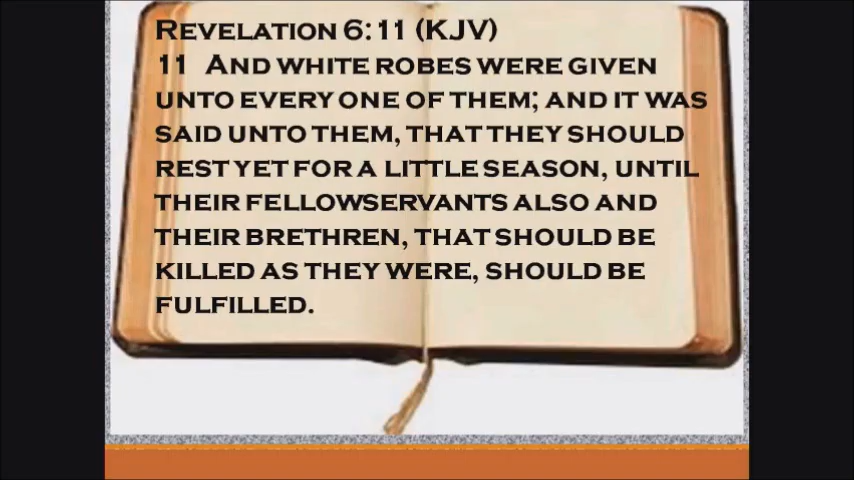 REVELATION 6:11 (KJV)
11 AND WHITE ROBES WERE GIVEN
UNTO EVERY ONE OF THEM; AND IT WAS
SAID UNTO THEM, THAT THEY SHOULD
REST YET FOR A LITTLE SEASON, UNTIL
THEIR FELLOWSERVANTS ALSO AND
THEIR BRETHREN, THAT SHOULD BE
KILLED AS THEY WERE, SHOULD BE
FULFILLED.